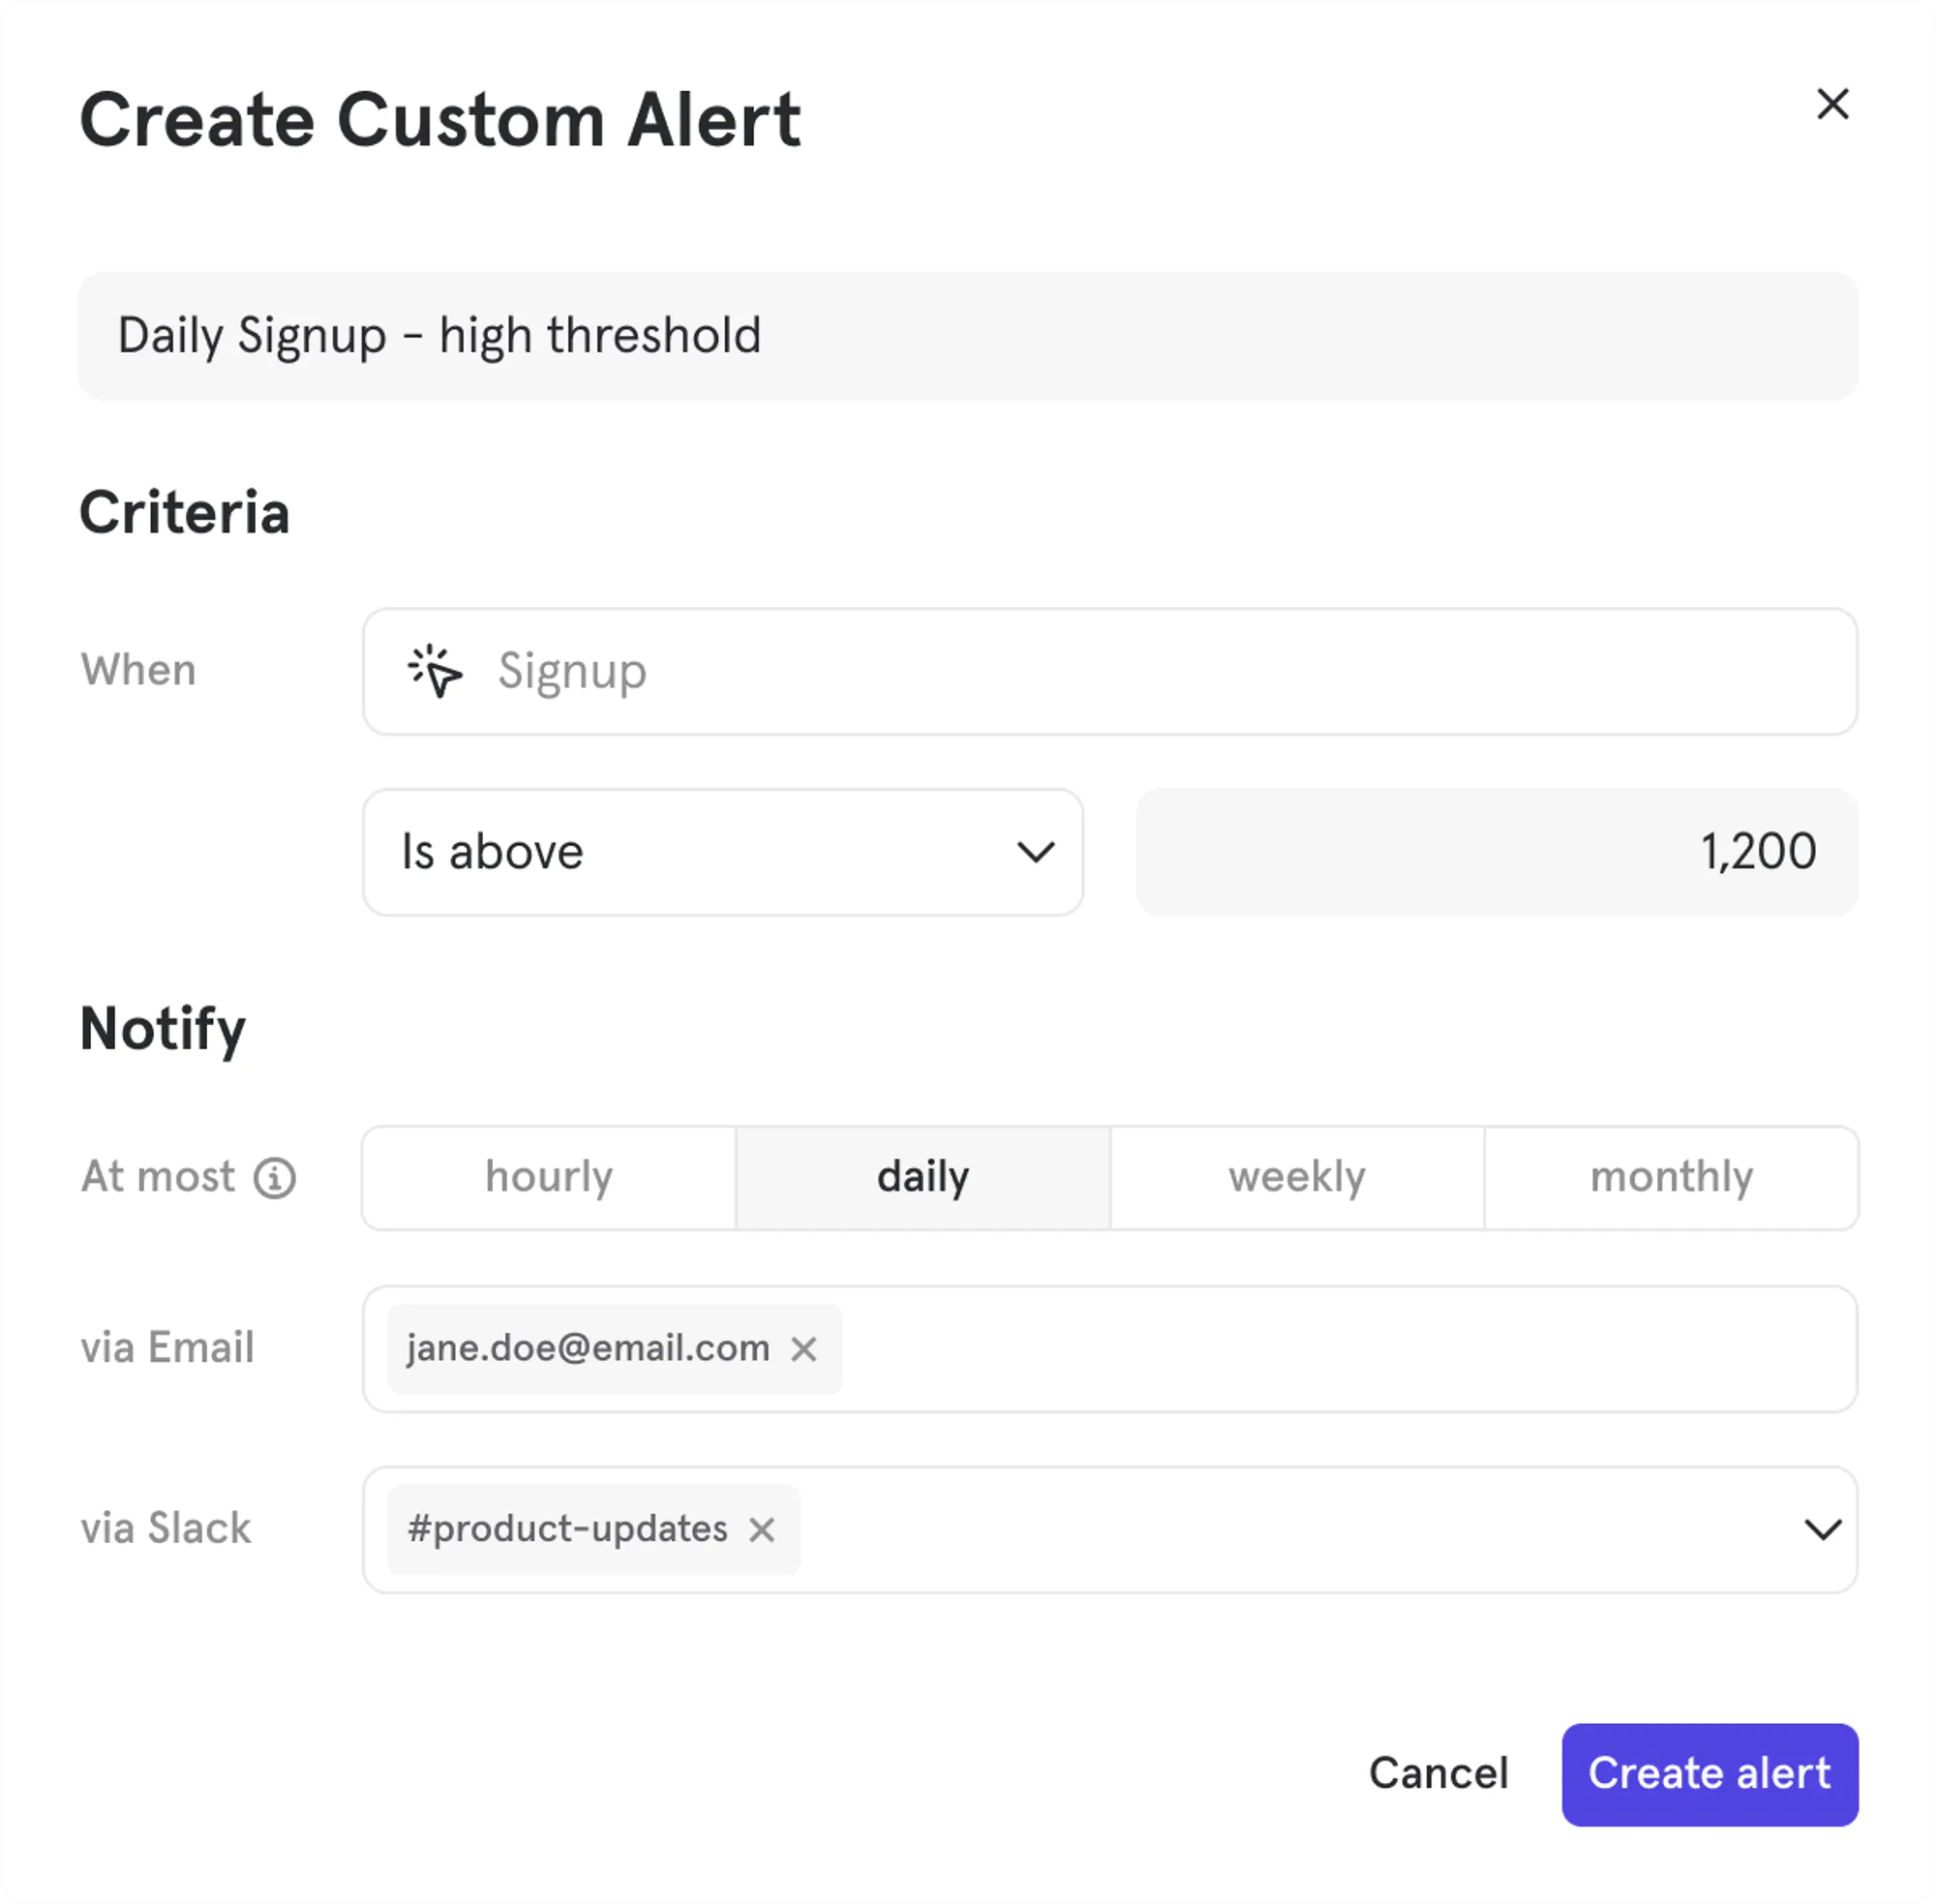 Create Custom Alert
Daily Signup – high threshold
Criteria
When
Signup
Is above
1,200
Notify
At most
hourly
daily
weekly
monthly
via Email
jane.doe@email.com
via Slack
#product-updates
Cancel
Create alert